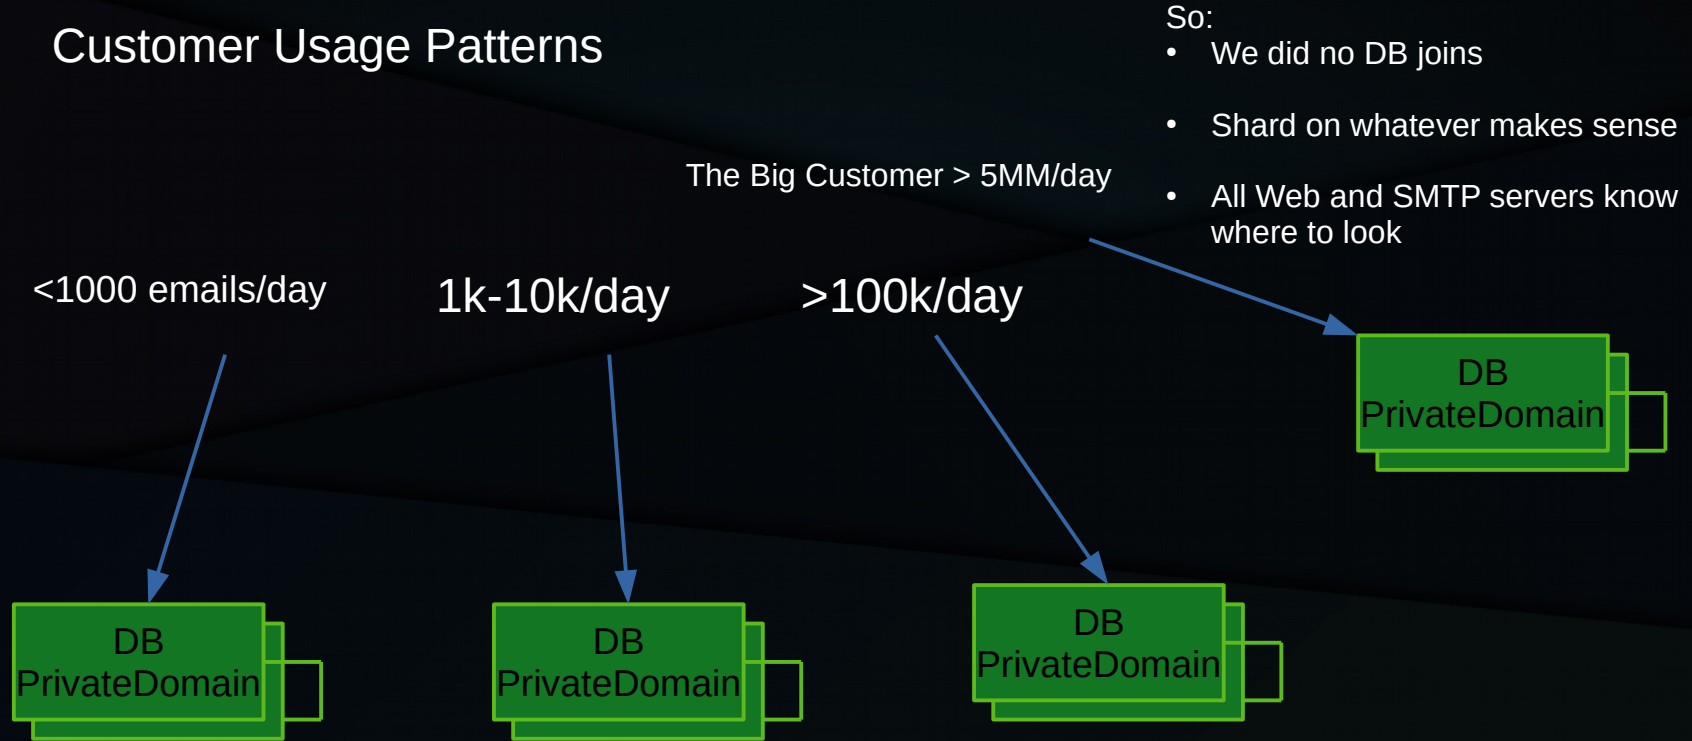 Customer Usage Patterns
So:
• We did no DB joins
• Shard on whatever makes sense
• All Web and SMTP servers know
where to look
The Big Customer > 5MM/day
<1000 emails/day
1k-10k/day
>100k/day
DB
PrivateDomain
DB
PrivateDomain
DB
PrivateDomain
DB
PrivateDomain